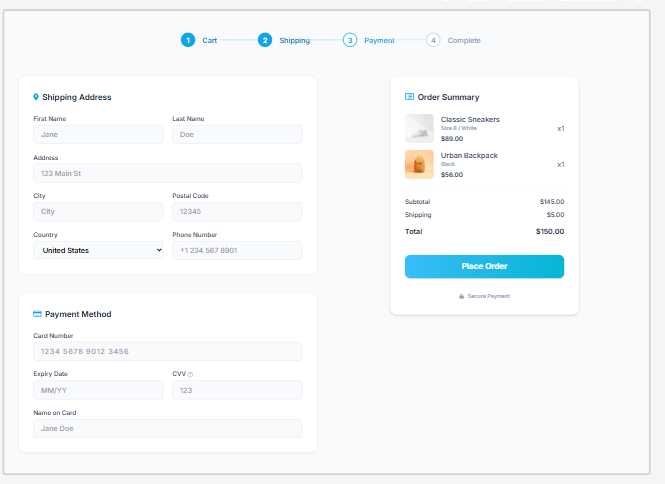 1 Cart 2 Shipping 3 Payment 4 Complete
Shipping Address
First Name Last Name
Jane Doe
Address
123 Main St
City Postal Code
City 12345
Country Phone Number
United States +1 234 567 8901
Payment Method
Card Number
1234 5678 9012 3456
Expiry Date CVV
MM/YY 123
Name on Card
Jane Doe
Order Summary
Classic Sneakers
Size 8 / White x1
$89.00
Urban Backpack
Black x1
$56.00
Subtotal $145.00
Shipping $5.00
Total $150.00
Place Order
Secure Payment